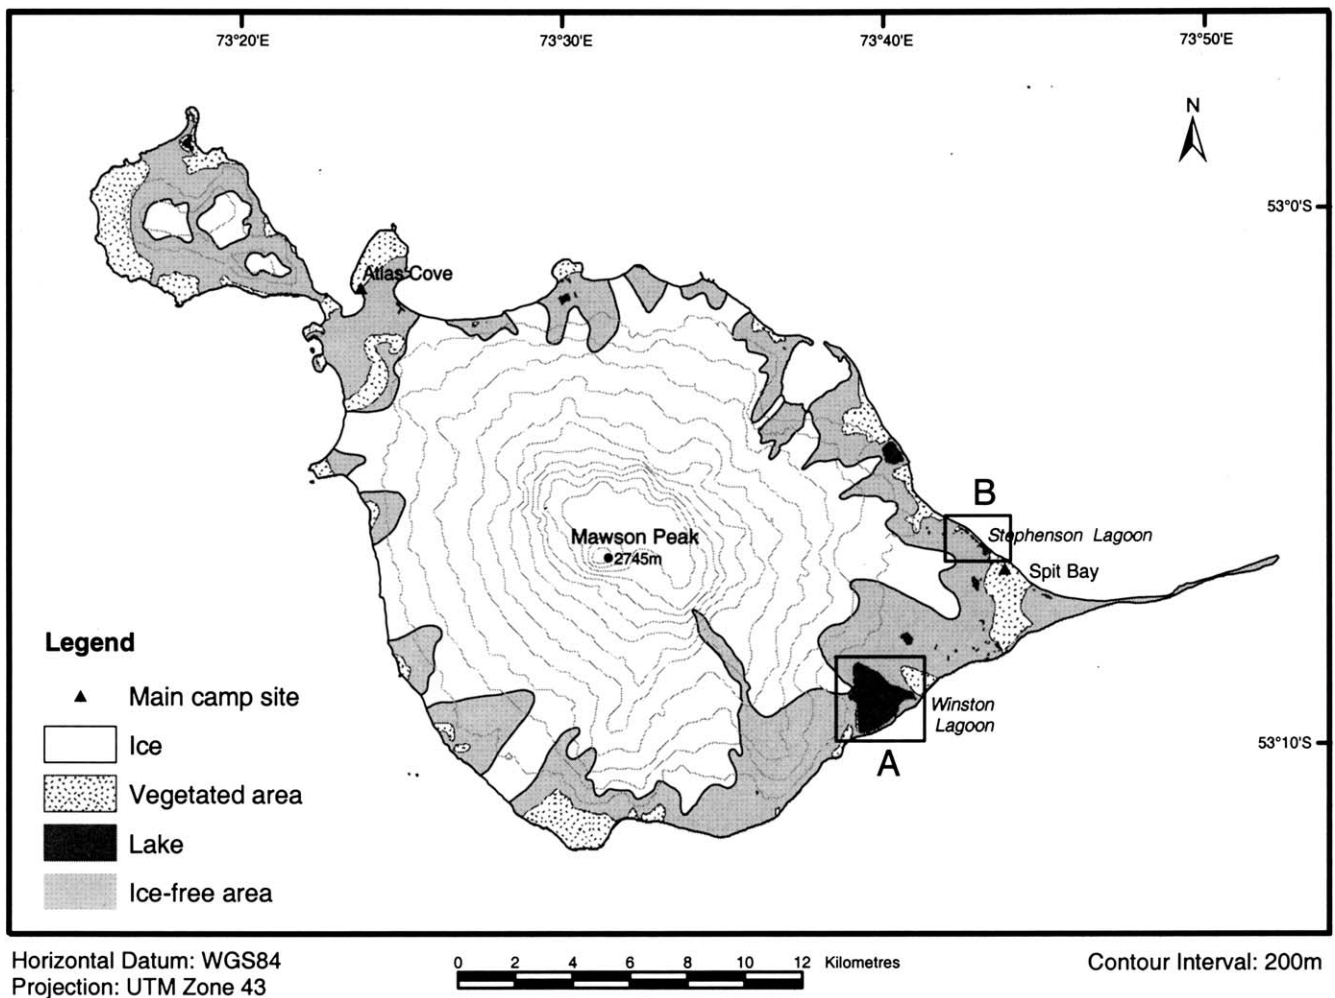 73°20'E 73°30'E 73°40'E 73°50'E
N
53°0'S
Atlas Cove
B
Stephenson Lagoon
Mawson Peak
2745m
Spit Bay
Legend
Main camp site
Winston
Lagoon
Ice
53°10'S
A
Vegetated area
Lake
Ice-free area
Horizontal Datum: WGS84
Projection: UTM Zone 43
0 2 4 6 8 10 12 Kilometres
Contour Interval: 200m